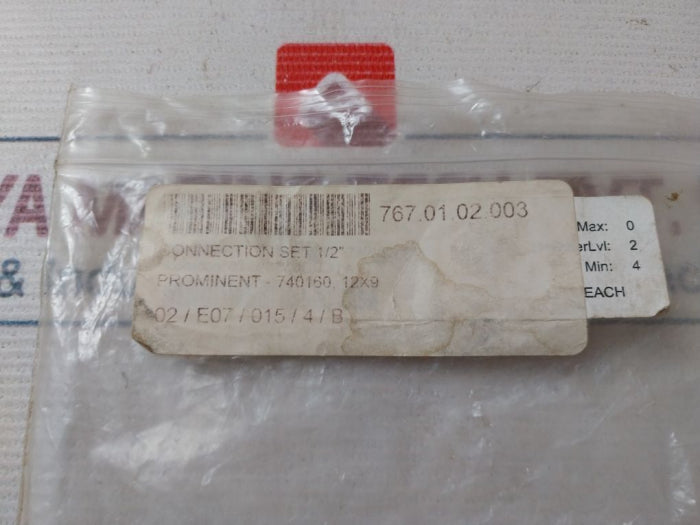 767.01.02.003
CONNECTION SET 1/2"
PROMINENT - 740160, 12X9
02 / E07 / 015 / 4 / B
Max: 0
erLvl: 2
Min: 4
EACH
&